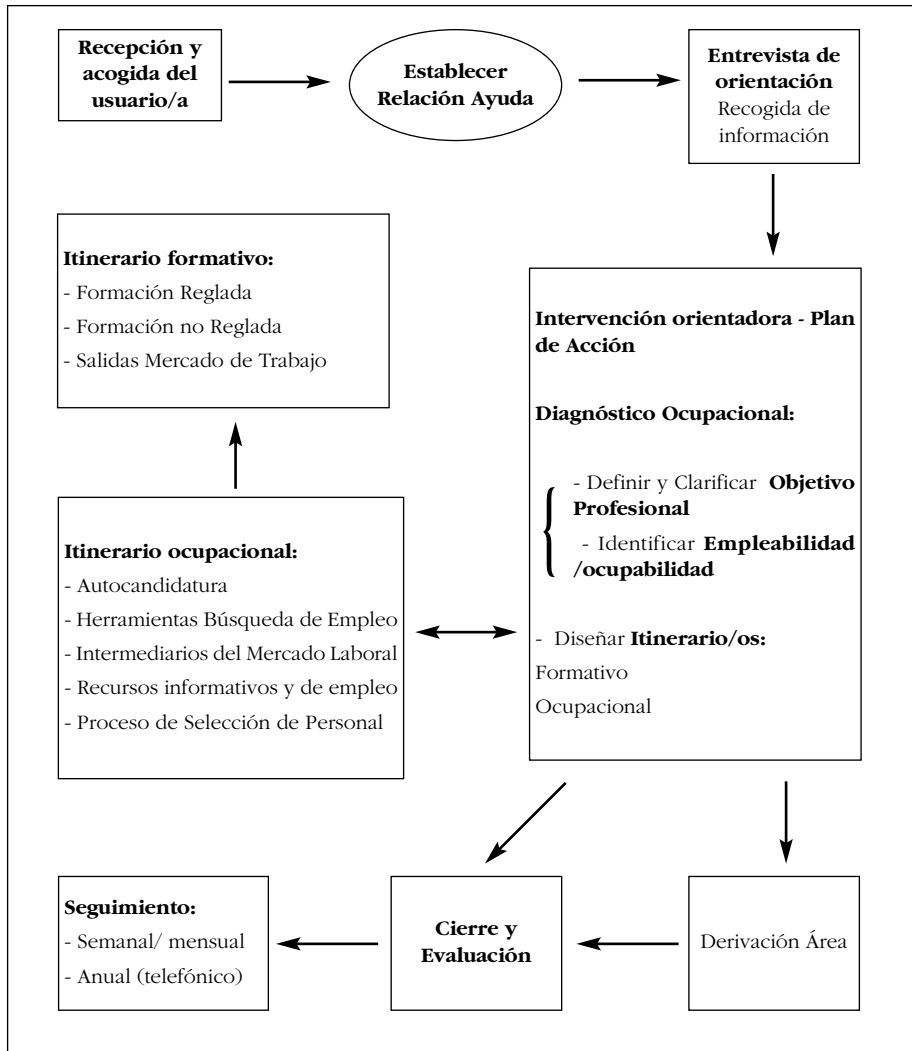 Recepción y
acogida del
usuario/a
Establecer
Relación Ayuda
Entrevista de
orientación
Recogida de
información
Itinerario formativo:
- Formación Reglada
- Formación no Reglada
- Salidas Mercado de Trabajo
Intervención orientadora - Plan
de Acción
Diagnóstico Ocupacional:
- Definir y Clarificar Objetivo
Profesional
- Identificar Empleabilidad
/ocupabilidad
- Diseñar Itinerario/os:
Formativo
Ocupacional
Itinerario ocupacional:
- Autocandidatura
- Herramientas Búsqueda de Empleo
- Intermediarios del Mercado Laboral
- Recursos informativos y de empleo
- Proceso de Selección de Personal
Seguimiento:
- Semanal/ mensual
- Anual (telefónico)
Cierre y
Evaluación
Derivación Área